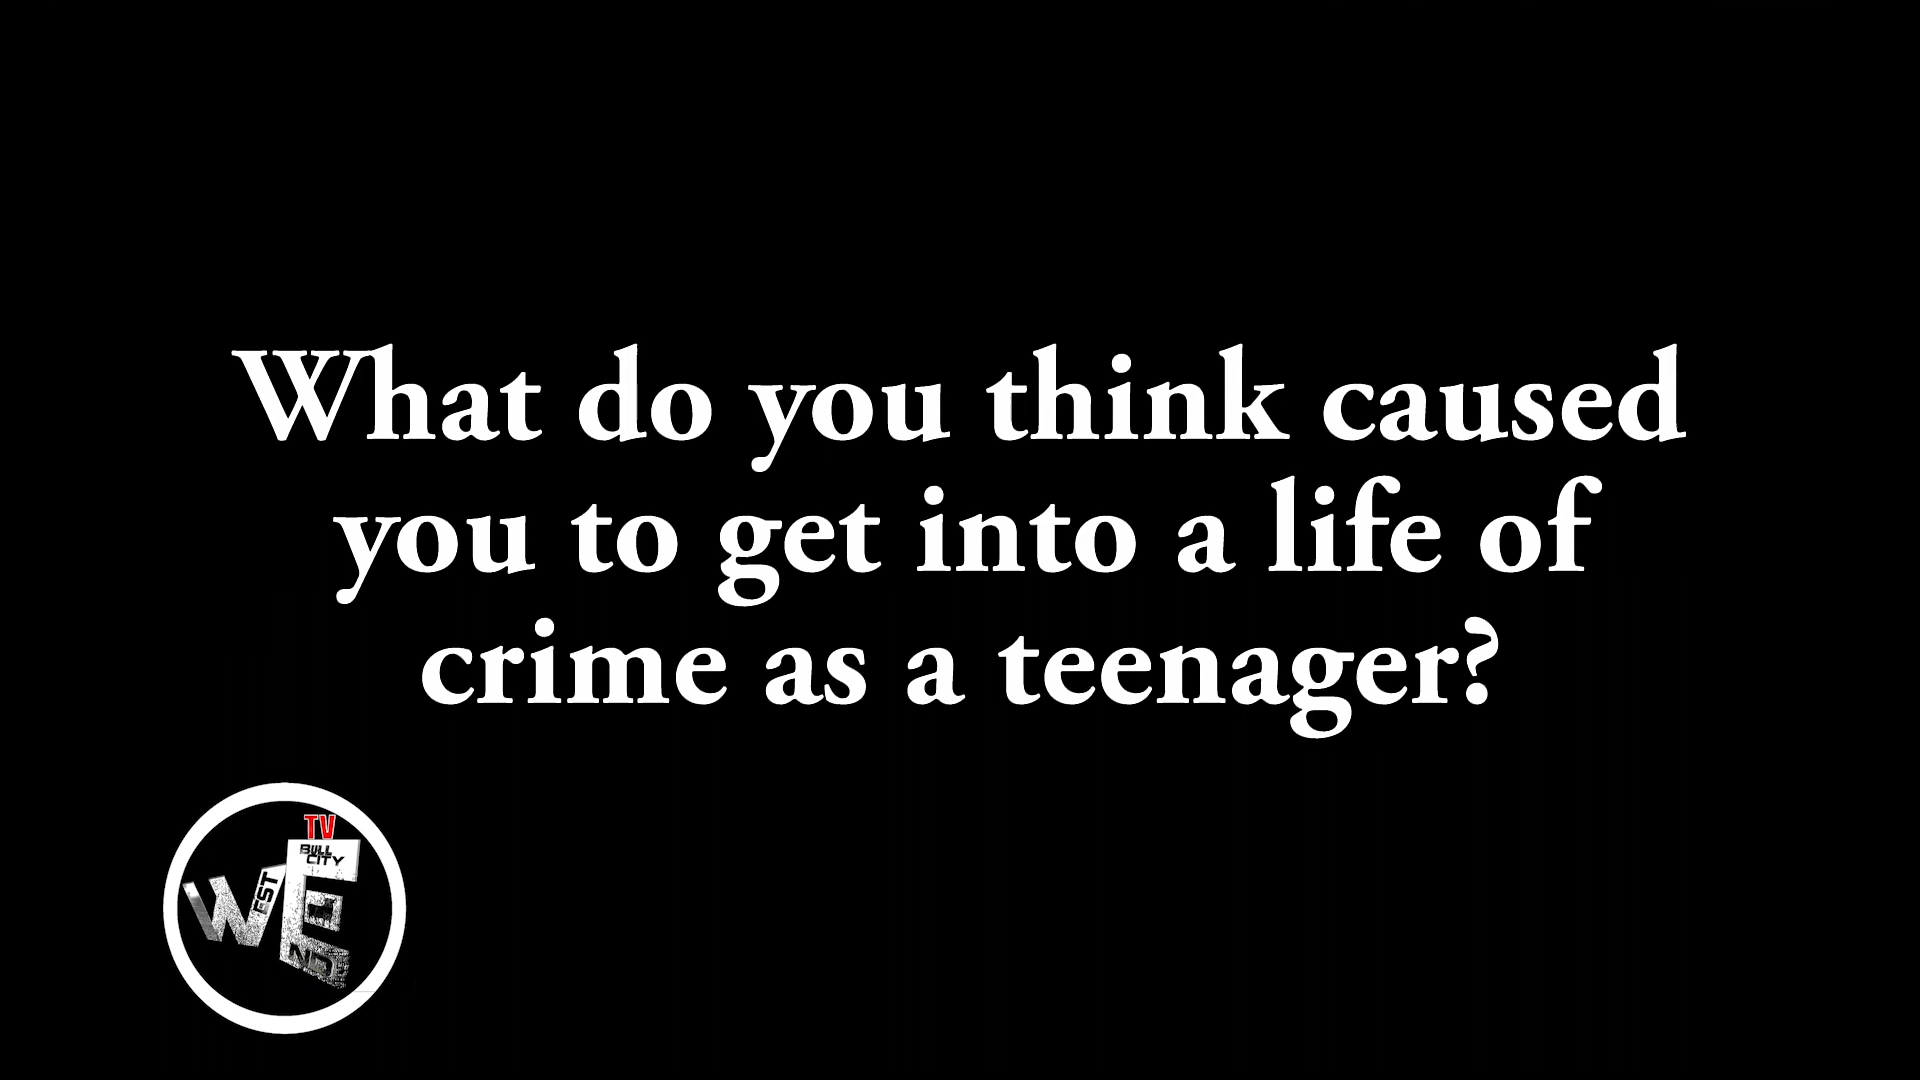 What do you think caused
you to get into a life of
crime as a teenager?
TV
BULL
CITY
WEST
END